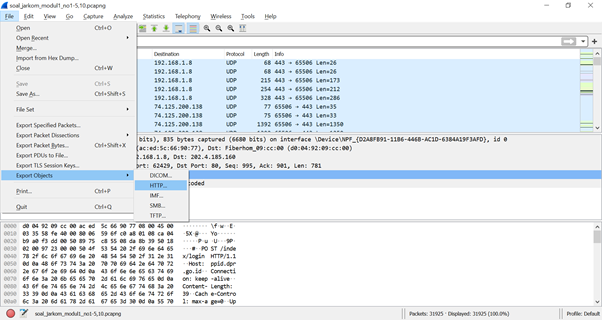 soal_jarkom_modul1_no1-5,10.pcapng
File Edit View Go Capture Analyze Statistics Telephony Wireless Tools Help
Open Ctrl+O
Open Recent
Merge...
Import from Hex Dump...
Close Ctrl+W
Save Ctrl+S
Save As... Ctrl+Shift+S
File Set
Export Specified Packets...
Export Packet Dissections
Export Packet Bytes... Ctrl+Shift+X
Export PDUs to File...
Export TLS Session Keys...
Export Objects
Print... Ctrl+P
Quit Ctrl+Q
DICOM...
HTTP...
IMF...
SMB...
TFTP...
Destination Protocol Length Info
192.168.1.8 UDP 68 443 → 65506 Len=26
192.168.1.8 UDP 68 443 → 65506 Len=26
192.168.1.8 UDP 215 443 → 65506 Len=173
192.168.1.8 UDP 254 443 → 65506 Len=212
192.168.1.8 UDP 328 443 → 65506 Len=286
74.125.200.138 UDP 77 65506 → 443 Len=35
74.125.200.138 UDP 75 65506 → 443 Len=33
74.125.200.138 UDP 1392 65506 → 443 Len=1350
bits), 835 bytes captured (6680 bits) on interface \Device\NPF_{D2A8FB91-11B6-446B-AC1D-6384A19F3AFD}, id 0
(ac:ed:5c:66:90:77), Dst: Fiberhom_09:cc:00 (d0:04:92:09:cc:00)
.168.1.8, Dst: 202.4.185.160
ort: 62429, Dst Port: 80, Seq: 995, Ack: 901, Len: 781
coded
0000 d0 04 92 09 cc 00 ac ed 5c 66 90 77 08 00 45 00
0010 03 35 58 fe 40 00 80 06 59 6f c0 a8 01 08 ca 04
0020 b9 a0 f3 dd 00 50 89 75 c8 55 08 da 8b 39 50 18
0030 02 00 97 23 00 00 50 4f 53 54 20 2f 69 6e 64 65
0040 78 2f 6c 6f 67 69 6e 20 48 54 54 50 2f 31 2e 31 x/login HTTP/1.1
0050 0d 0a 48 6f 73 74 3a 20 70 70 69 64 2e 64 70 72 ··Host: ppid.dpr
0060 2e 67 6f 2e 69 64 0d 0a 43 6f 6e 6e 65 63 74 69 .go.id·· Connecti
0070 6f 6e 3a 20 6b 65 65 70 2d 61 6c 69 76 65 0d 0a on: keep-alive··
0080 43 6f 6e 74 65 6e 74 2d 4c 65 6e 67 74 68 3a 20 Content- Length:
0090 33 39 0d 0a 43 61 63 68 65 2d 43 6f 6e 74 72 6f 39··Cach e-Contro
00a0 6c 3a 20 6d 61 78 2d 61 67 65 3d 30 0d 0a 55 70 l: max-a ge=0··Up
soal_jarkom_modul1_no1-5,10.pcapng Packets: 31925 · Displayed: 31925 (100.0%) Profile: Default